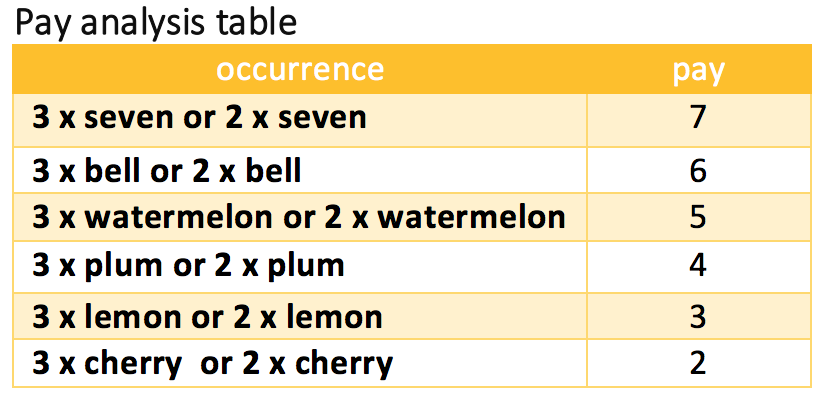 Pay analysis table
occurrence pay
3 x seven or 2 x seven 7
3 x bell or 2 x bell 6
3 x watermelon or 2 x watermelon 5
3 x plum or 2 x plum 4
3 x lemon or 2 x lemon 3
3 x cherry  or 2 x cherry 2